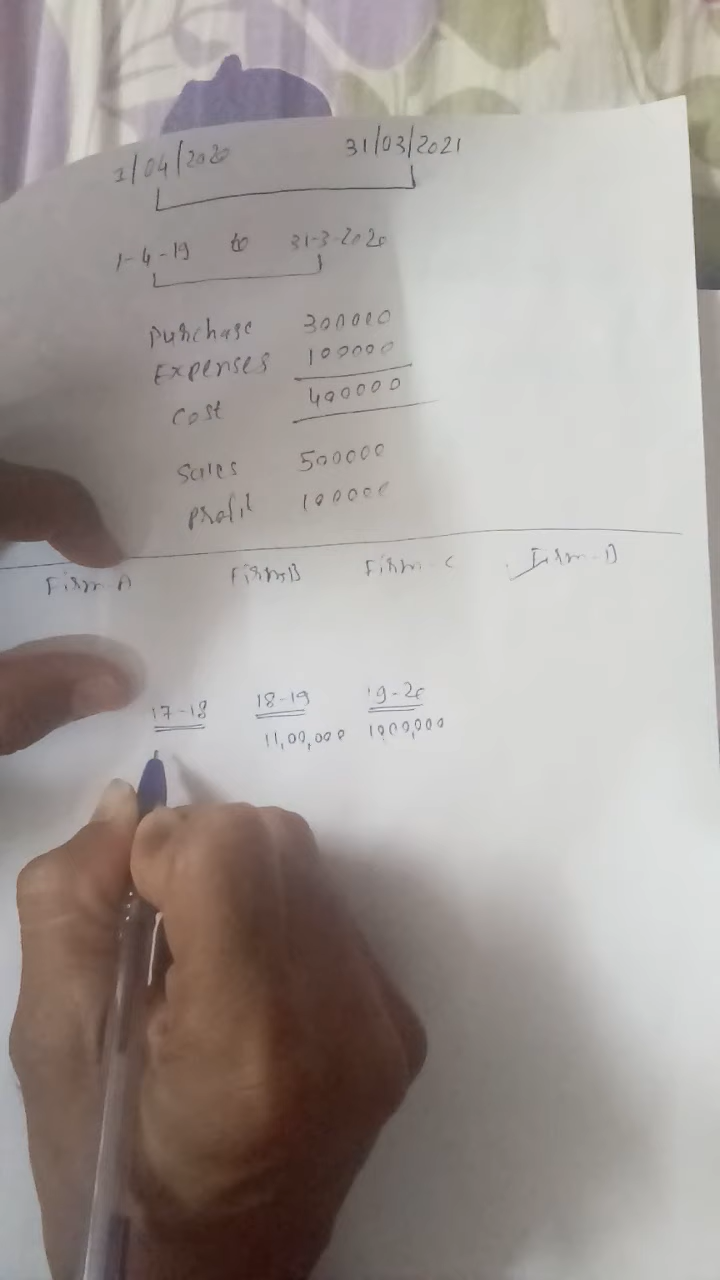 1/04/2020 31/03/2021
1-4-19 to 31-3-2020
Purchase 300000
Expenses 100000
Cost 400000
Sales 500000
Profit 100000
Firm-A Firm B Firm-C Firm-D
17-18 18-19 19-20
11,00,000 1000,000